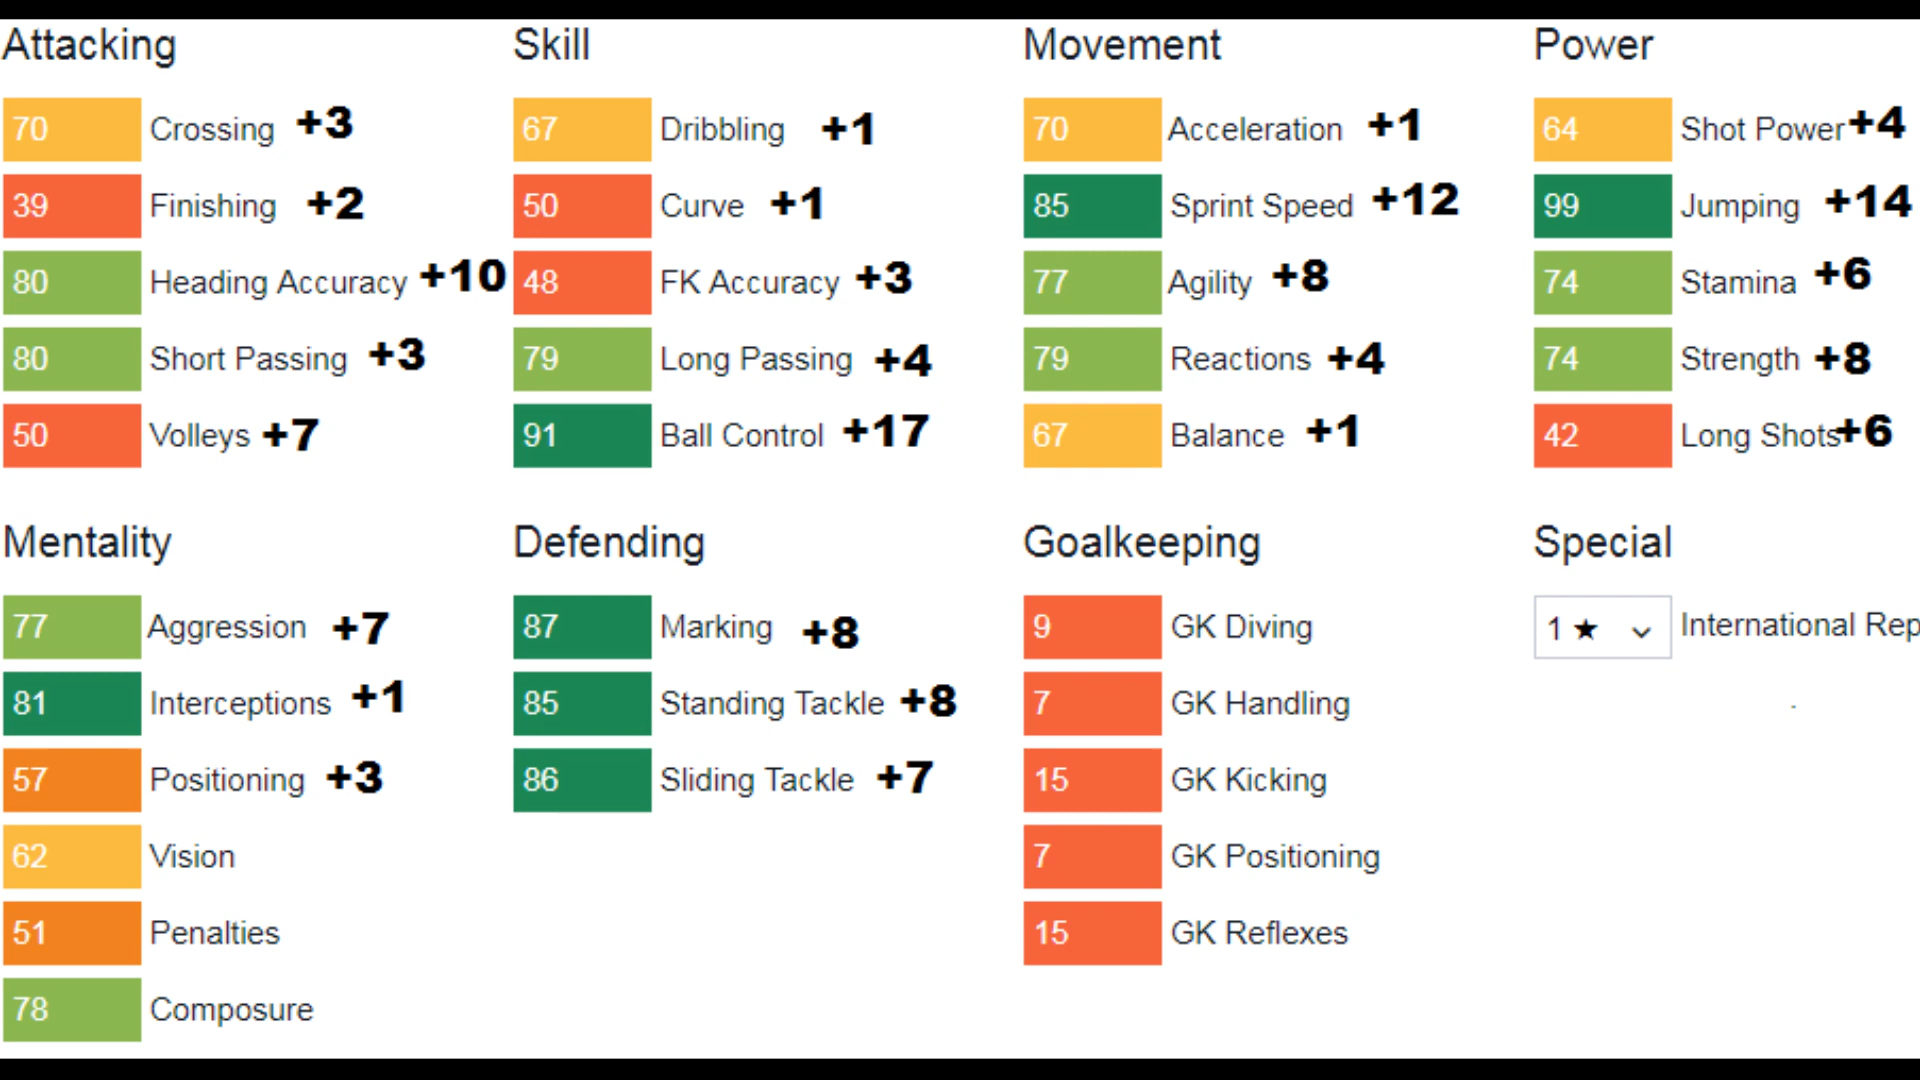 Attacking Skill Movement Power
70 Crossing +3 67 Dribbling +1 70 Acceleration +1 64 Shot Power +4
39 Finishing +2 50 Curve +1 85 Sprint Speed +12 99 Jumping +14
80 Heading Accuracy +10 48 FK Accuracy +3 77 Agility +8 74 Stamina +6
80 Short Passing +3 79 Long Passing +4 79 Reactions +4 74 Strength +8
50 Volleys +7 91 Ball Control +17 67 Balance +1 42 Long Shots +6
Mentality Defending Goalkeeping Special
77 Aggression +7 87 Marking +8 9 GK Diving 1 ★ International Rep
81 Interceptions +1 85 Standing Tackle +8 7 GK Handling
57 Positioning +3 86 Sliding Tackle +7 15 GK Kicking
62 Vision 7 GK Positioning
51 Penalties 15 GK Reflexes
78 Composure